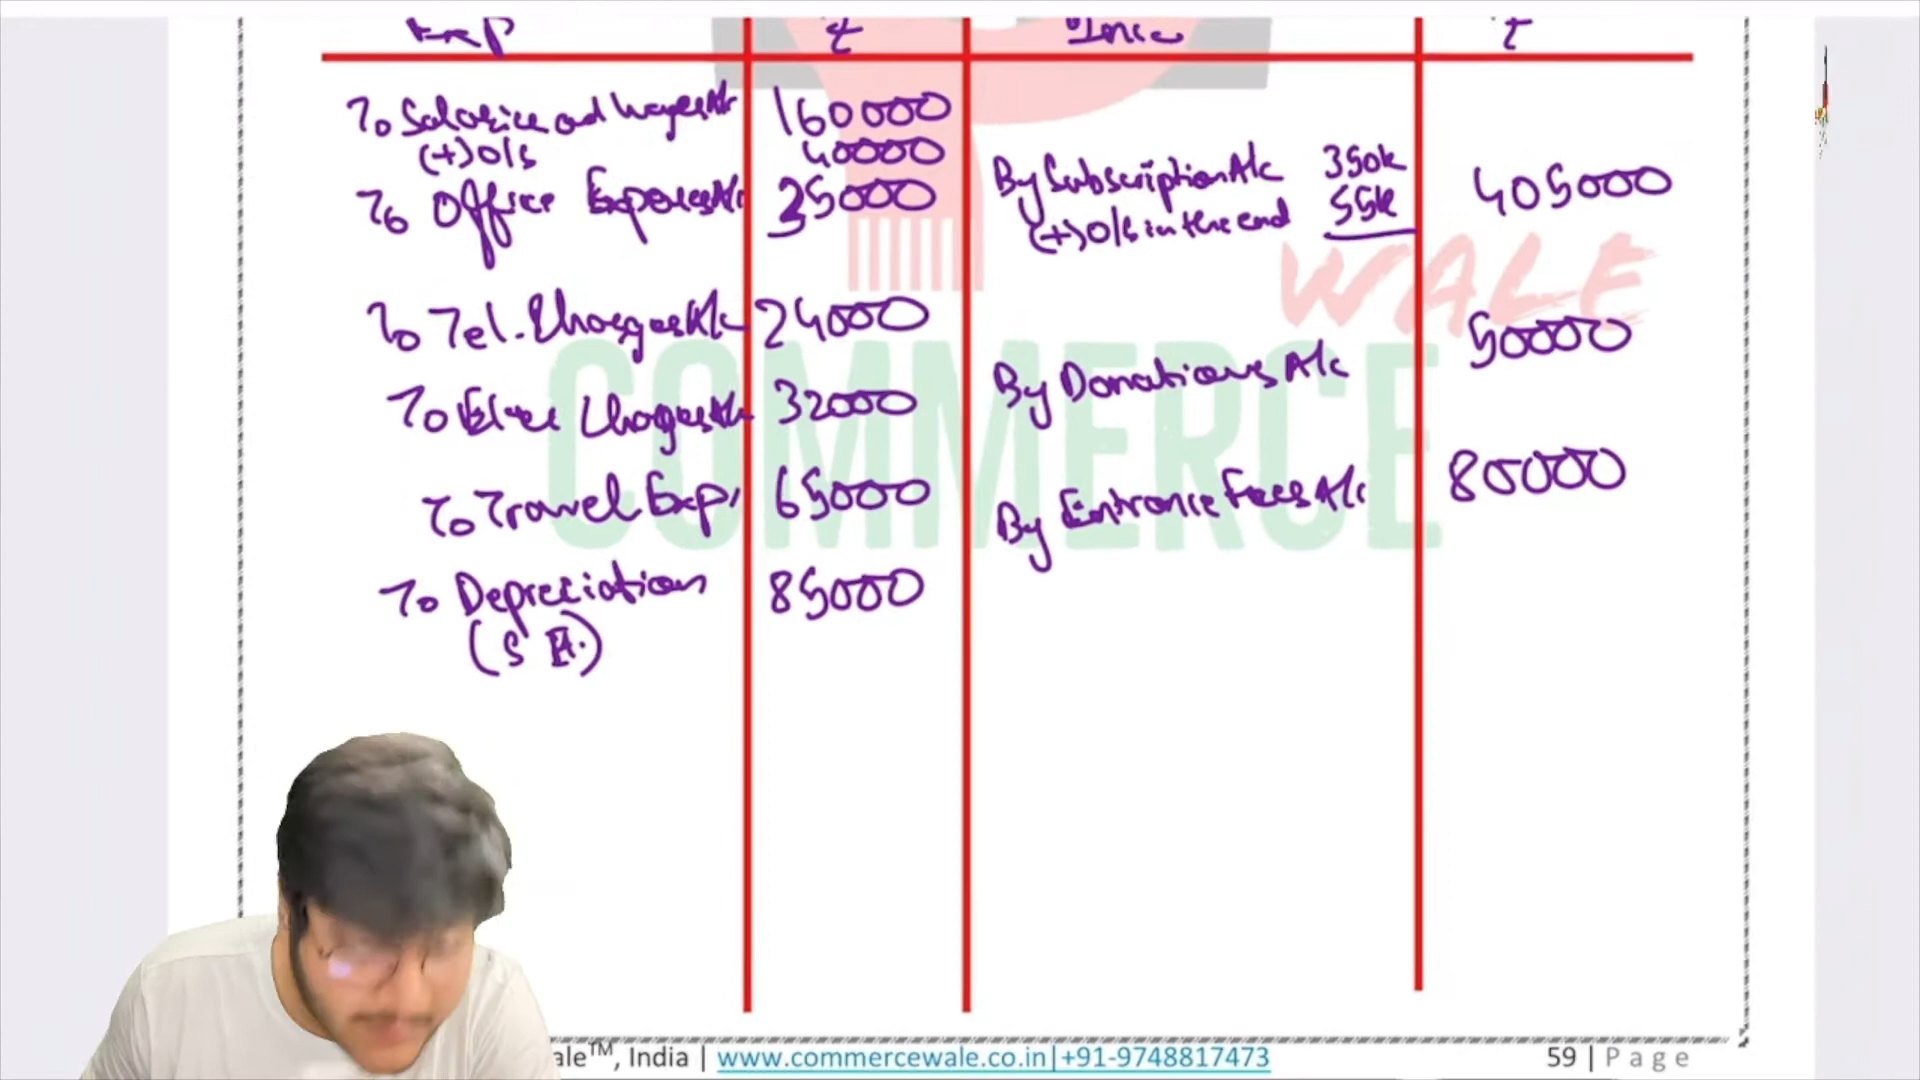 Exp ₹ Inc ₹
To Salaries and Wages A/c 160000
(+) O/s 40000
To Office Expenses A/c 35000
To Tel. Charges A/c 24000
To Elec Charges A/c 32000
To Travel Exp. 65000
To Depreciation 85000
(S H.)
By Subscription A/c 350k 405000
(+) O/s in the end 55k
By Donations A/c 50000
By Entrance Fees A/c 80000
COMMERCE
WALE
ale™, India | www.commercewale.co.in|+91-9748817473 59 | Page